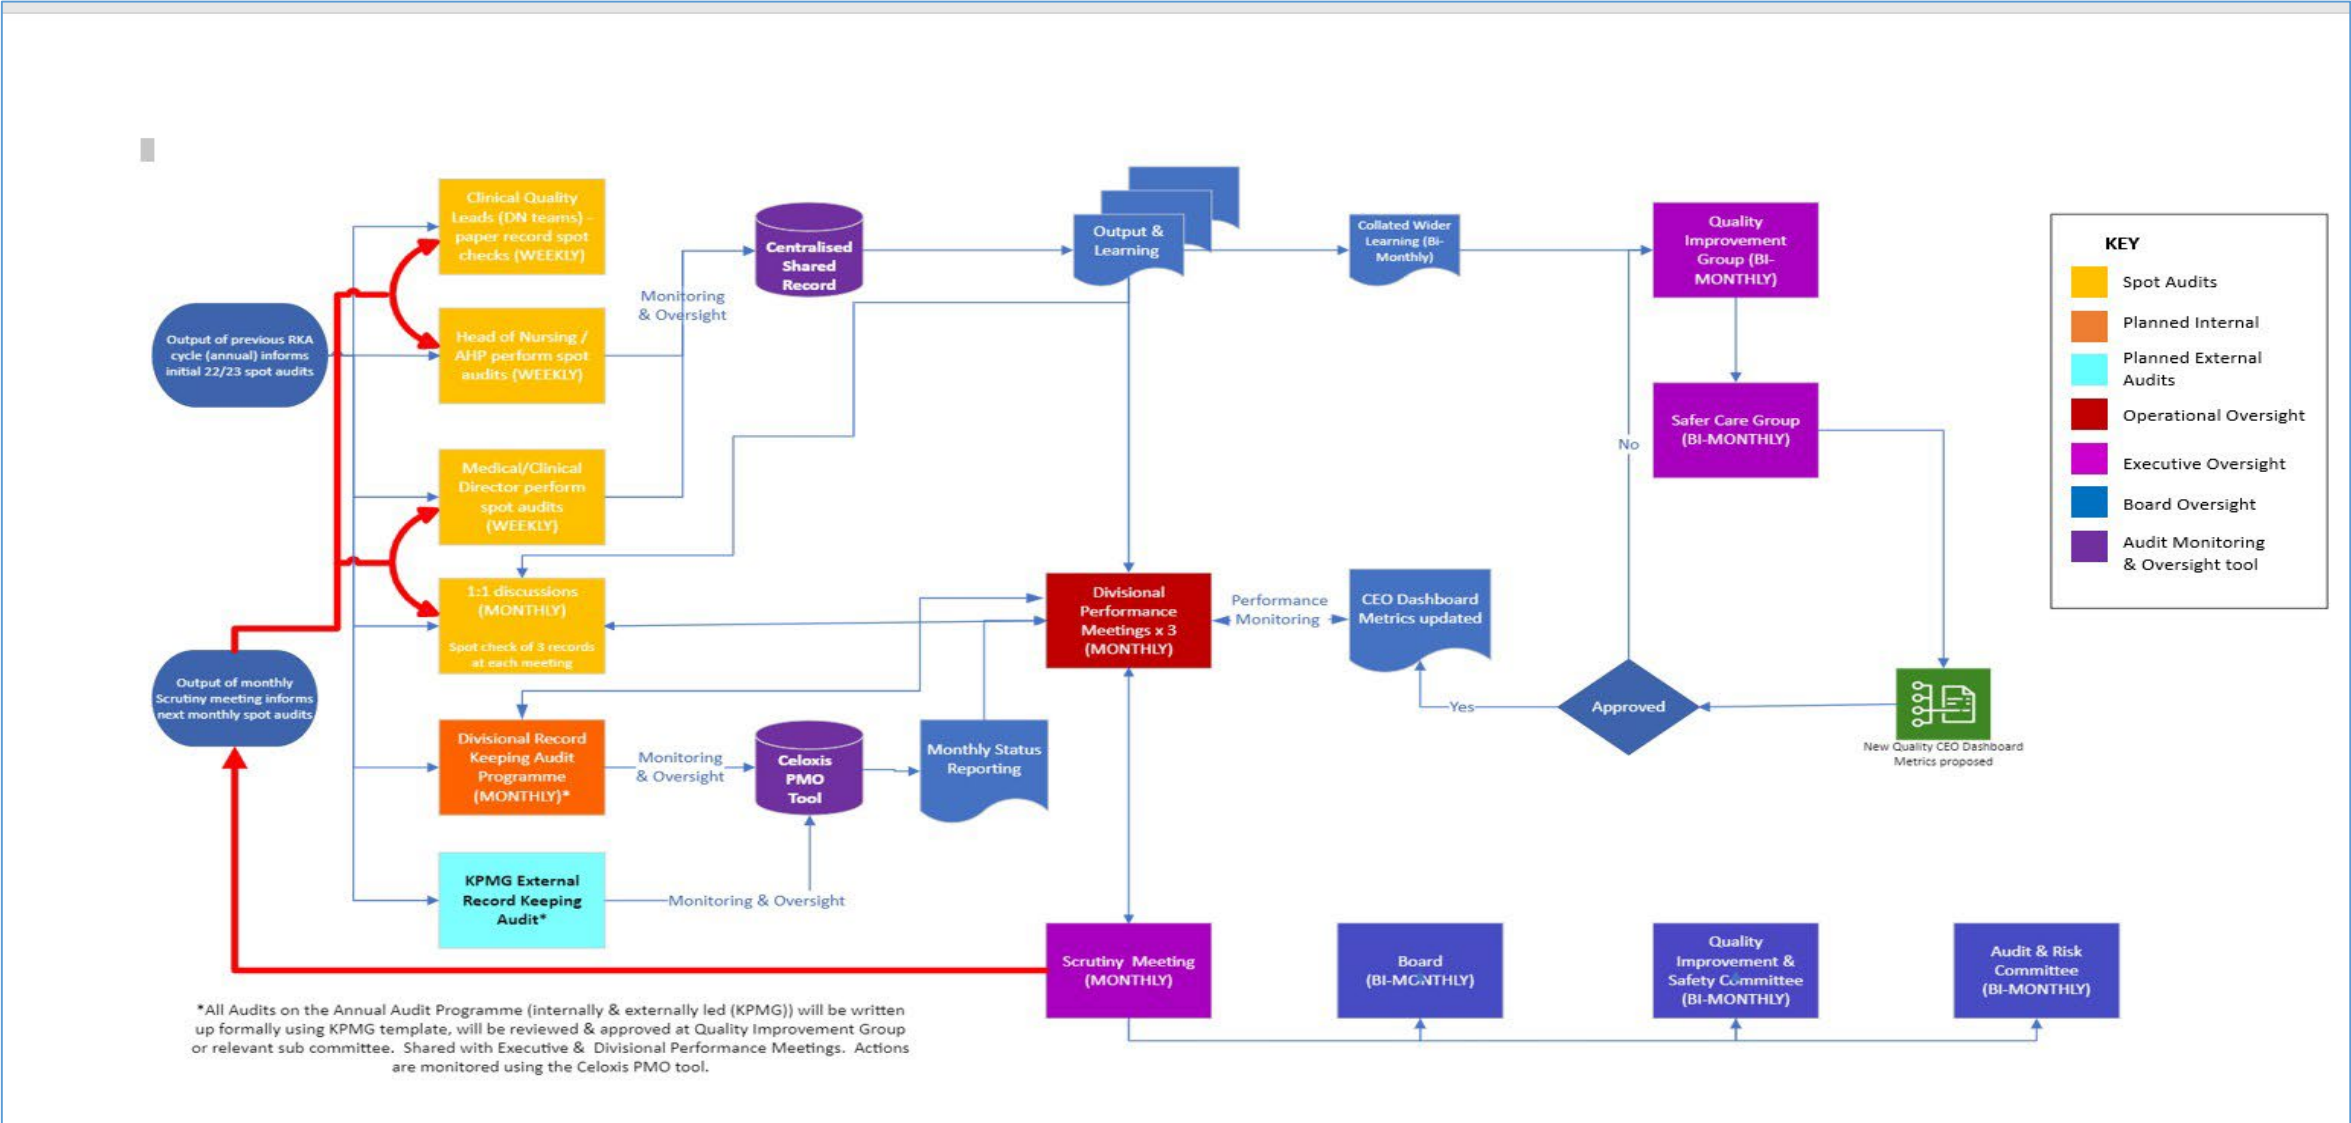 Clinical Quality
Leads (DN teams) -
paper record spot
checks (WEEKLY)
Head of Nursing /
AHP perform spot
audits (WEEKLY)
Output of previous RKA
cycle (annual) informs
initial 22/23 spot audits
Medical/Clinical
Director perform
spot audits
(WEEKLY)
1:1 discussions
(MONTHLY)
Spot check of 3 records
at each meeting
Output of monthly
Scrutiny meeting informs
next monthly spot audits
Divisional Record
Keeping Audit
Programme
(MONTHLY)*
KPMG External
Record Keeping
Audit*
Monitoring
& Oversight
Centralised
Shared
Record
Monitoring
& Oversight
Celoxis
PMO
Tool
Monitoring & Oversight
Monthly Status
Reporting
Output &
Learning
Collated Wider
Learning (Bi-
Monthly)
Quality
Improvement
Group (BI-
MONTHLY)
Safer Care Group
(BI-MONTHLY)
No
Divisional
Performance
Meetings x 3
(MONTHLY)
Performance
Monitoring
CEO Dashboard
Metrics updated
Yes
Approved
New Quality CEO Dashboard
Metrics proposed
Scrutiny Meeting
(MONTHLY)
Board
(BI-MONTHLY)
Quality
Improvement &
Safety Committee
(BI-MONTHLY)
Audit & Risk
Committee
(BI-MONTHLY)
KEY
Spot Audits
Planned Internal
Planned External
Audits
Operational Oversight
Executive Oversight
Board Oversight
Audit Monitoring
& Oversight tool
*All Audits on the Annual Audit Programme (internally & externally led (KPMG)) will be written
up formally using KPMG template, will be reviewed & approved at Quality Improvement Group
or relevant sub committee. Shared with Executive & Divisional Performance Meetings. Actions
are monitored using the Celoxis PMO tool.